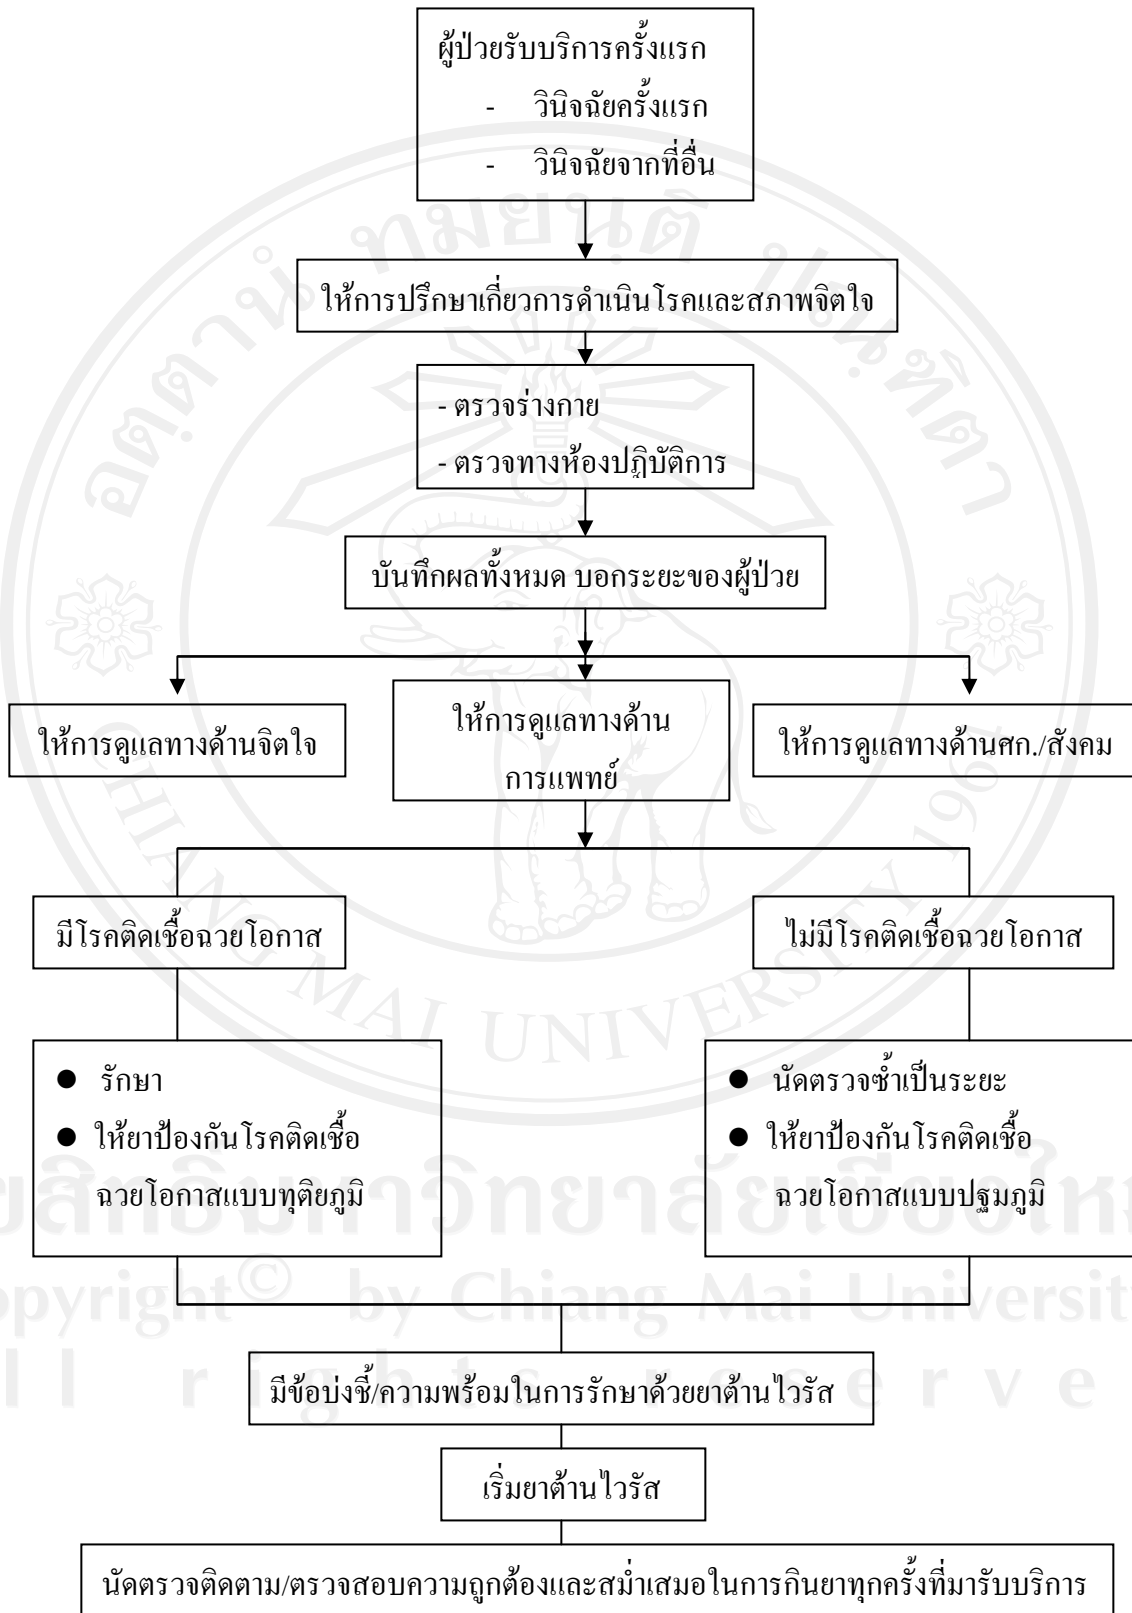 ผู้ป่วยรับบริการครั้งแรก
- วินิจฉัยครั้งแรก
- วินิจฉัยจากที่อื่น
ให้การปรึกษาเกี่ยวการดำเนินโรคและสภาพจิตใจ
- ตรวจร่างกาย
- ตรวจทางห้องปฏิบัติการ
บันทึกผลทั้งหมด บอกระยะของผู้ป่วย
ให้การดูแลทางด้านจิตใจ
ให้การดูแลทางด้าน
การแพทย์
ให้การดูแลทางด้านศก./สังคม
มีโรคติดเชื้อฉวยโอกาส
ไม่มีโรคติดเชื้อฉวยโอกาส
● รักษา
● ให้ยาป้องกันโรคติดเชื้อ
ฉวยโอกาสแบบทุติยภูมิ
● นัดตรวจซ้ำเป็นระยะ
● ให้ยาป้องกันโรคติดเชื้อ
ฉวยโอกาสแบบปฐมภูมิ
มีข้อบ่งชี้/ความพร้อมในการรักษาด้วยยาต้านไวรัส
เริ่มยาต้านไวรัส
นัดตรวจติดตาม/ตรวจสอบความถูกต้องและสม่ำเสมอในการกินยาทุกครั้งที่มารับบริการ
อตฺตานํ ทมยนฺติ ปณฺฑิตา
CHIANG MAI UNIVERSITY 1964
opyright© by Chiang Mai Universit
ll rights reserve